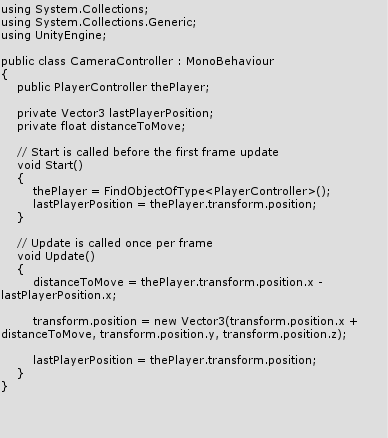 using System.Collections;
using System.Collections.Generic;
using UnityEngine;

public class CameraController : MonoBehaviour
{
    public PlayerController thePlayer;

    private Vector3 lastPlayerPosition;
    private float distanceToMove;

    // Start is called before the first frame update
    void Start()
    {
        thePlayer = FindObjectOfType<PlayerController>();
        lastPlayerPosition = thePlayer.transform.position;
    }

    // Update is called once per frame
    void Update()
    {
        distanceToMove = thePlayer.transform.position.x -
lastPlayerPosition.x;

        transform.position = new Vector3(transform.position.x +
distanceToMove, transform.position.y, transform.position.z);

        lastPlayerPosition = thePlayer.transform.position;
    }
}